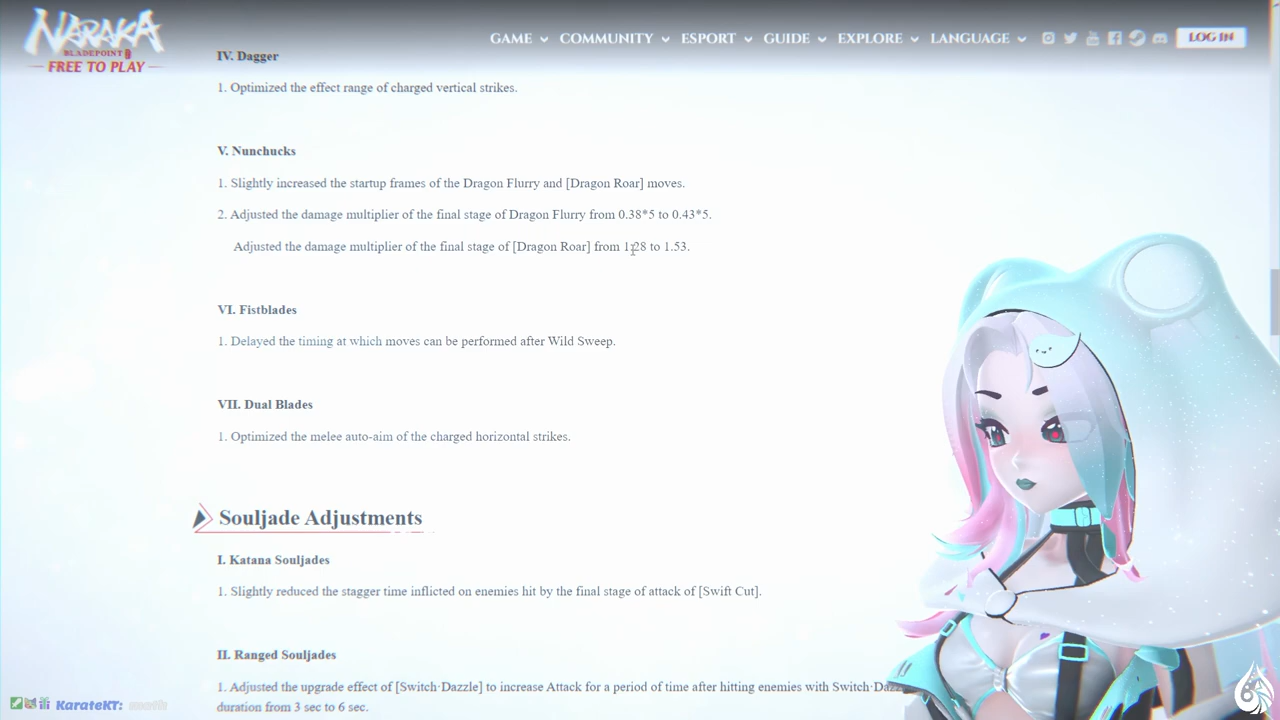 NARAKA
BLADEPOINT
FREE TO PLAY
GAME COMMUNITY ESPORT GUIDE EXPLORE LANGUAGE LOG IN
IV. Dagger
1. Optimized the effect range of charged vertical strikes.
V. Nunchucks
1. Slightly increased the startup frames of the Dragon Flurry and [Dragon Roar] moves.
2. Adjusted the damage multiplier of the final stage of Dragon Flurry from 0.38*5 to 0.43*5.
Adjusted the damage multiplier of the final stage of [Dragon Roar] from 1.28 to 1.53.
VI. Fistblades
1. Delayed the timing at which moves can be performed after Wild Sweep.
VII. Dual Blades
1. Optimized the melee auto-aim of the charged horizontal strikes.
Souljade Adjustments
I. Katana Souljades
1. Slightly reduced the stagger time inflicted on enemies hit by the final stage of attack of [Swift Cut].
II. Ranged Souljades
1. Adjusted the upgrade effect of [Switch·Dazzle] to increase Attack for a period of time after hitting enemies with Switch·Dazz
duration from 3 sec to 6 sec.
KarateKT: